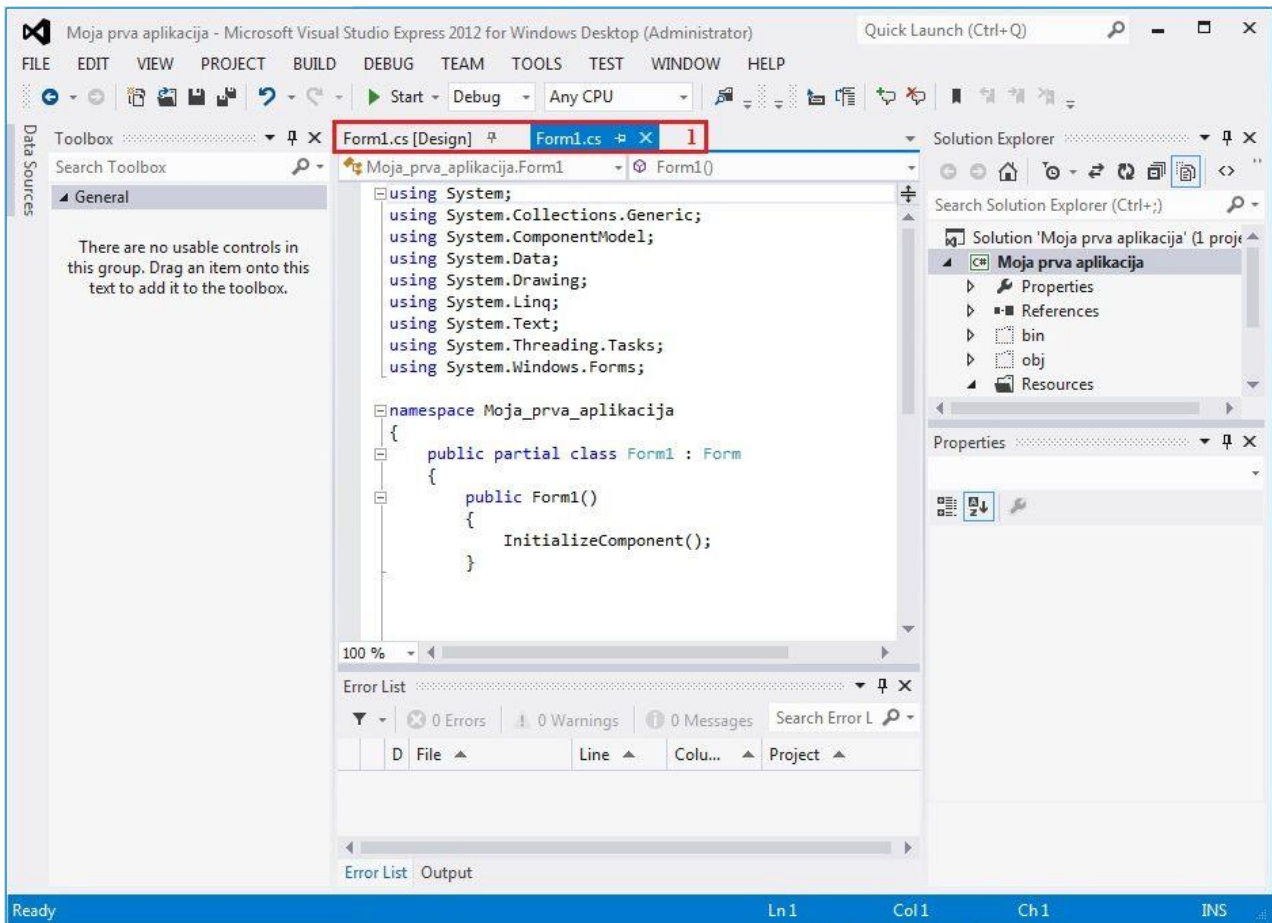 Moja prva aplikacija - Microsoft Visual Studio Express 2012 for Windows Desktop (Administrator)
Quick Launch (Ctrl+Q)
FILE EDIT VIEW PROJECT BUILD DEBUG TEAM TOOLS TEST WINDOW HELP
Start Debug Any CPU
Data Sources
Toolbox
Search Toolbox
General
There are no usable controls in
this group. Drag an item onto this
text to add it to the toolbox.
Form1.cs [Design] Form1.cs 1
Moja_prva_aplikacija.Form1 Form1()
using System;
using System.Collections.Generic;
using System.ComponentModel;
using System.Data;
using System.Drawing;
using System.Linq;
using System.Text;
using System.Threading.Tasks;
using System.Windows.Forms;
namespace Moja_prva_aplikacija
{
public partial class Form1 : Form
{
public Form1()
{
InitializeComponent();
}
100 %
Error List
0 Errors 0 Warnings 0 Messages Search Error L
D File Line Colu... Project
Error List Output
Solution Explorer
Search Solution Explorer (Ctrl+;)
Solution 'Moja prva aplikacija' (1 proje
C# Moja prva aplikacija
Properties
References
bin
obj
Resources
Properties
Ready Ln 1 Col 1 Ch 1 INS